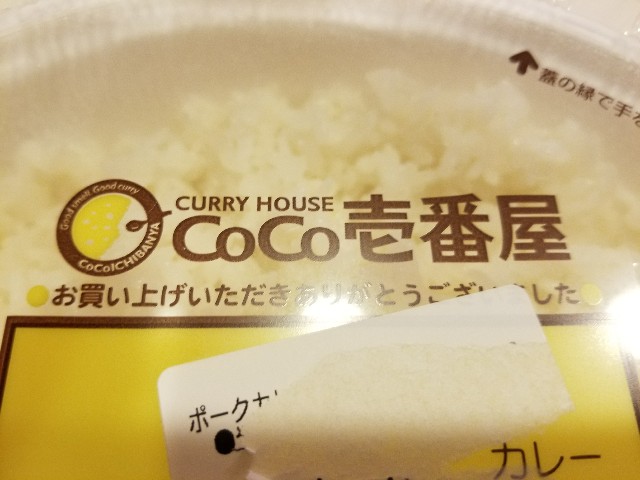 蓋の縁で手を
Good smell Good curry
CoCoICHIBANYA
CURRY HOUSE
CoCo壱番屋
お買い上げいただきありがとうございました
ポーク
カレー